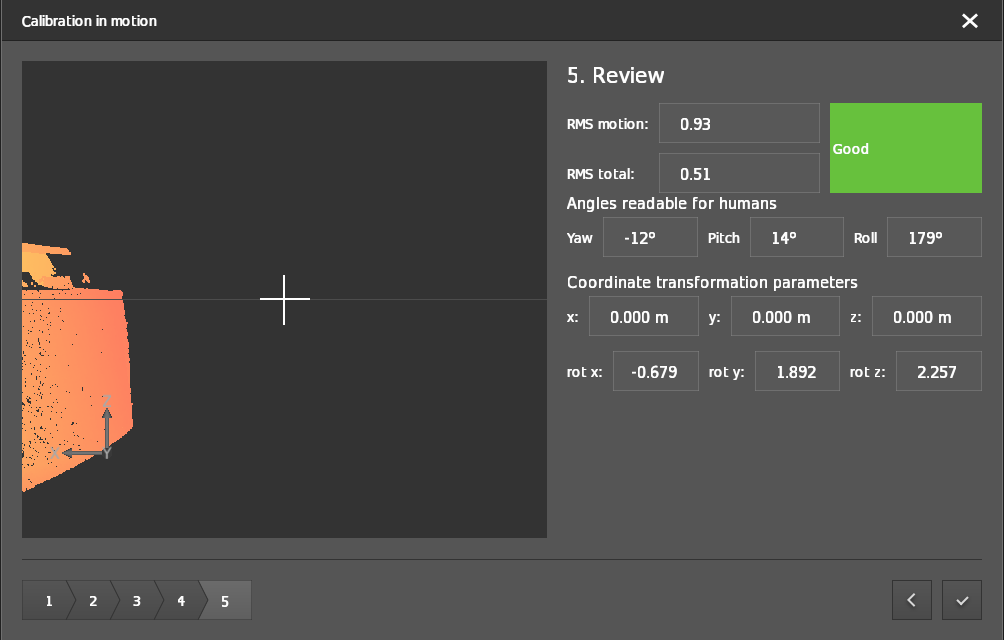 Calibration in motion
5. Review
RMS motion: 0.93
Good
RMS total: 0.51
Angles readable for humans
Yaw -12° Pitch 14° Roll 179°
Coordinate transformation parameters
x: 0.000 m y: 0.000 m z: 0.000 m
rot x: -0.679 rot y: 1.892 rot z: 2.257
Z
X Y
1 2 3 4 5